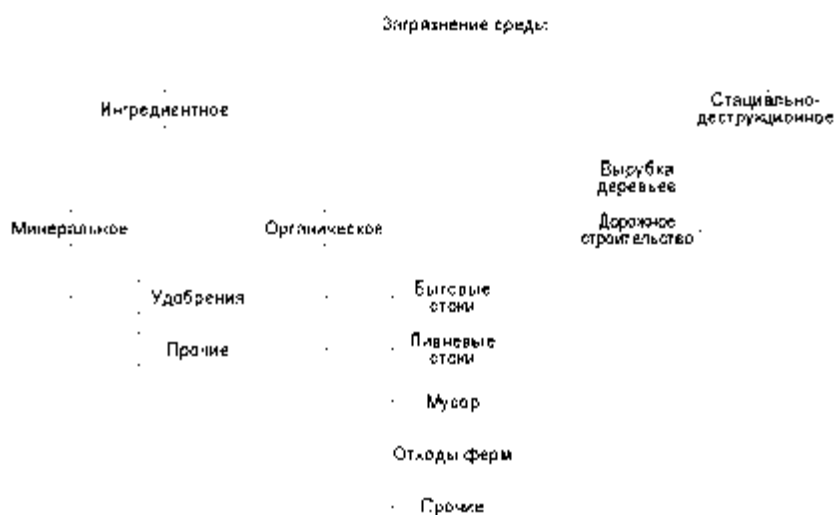 Загрязнение среды
Ингредиентное
Стациально-
деструкционное
Вырубка
деревьев
Минеральное
Органическое
Дорожное
строительство
Удобрения
Бытовые
стоки
Прочие
Ливневые
стоки
Мусор
Отходы ферм
Прочие